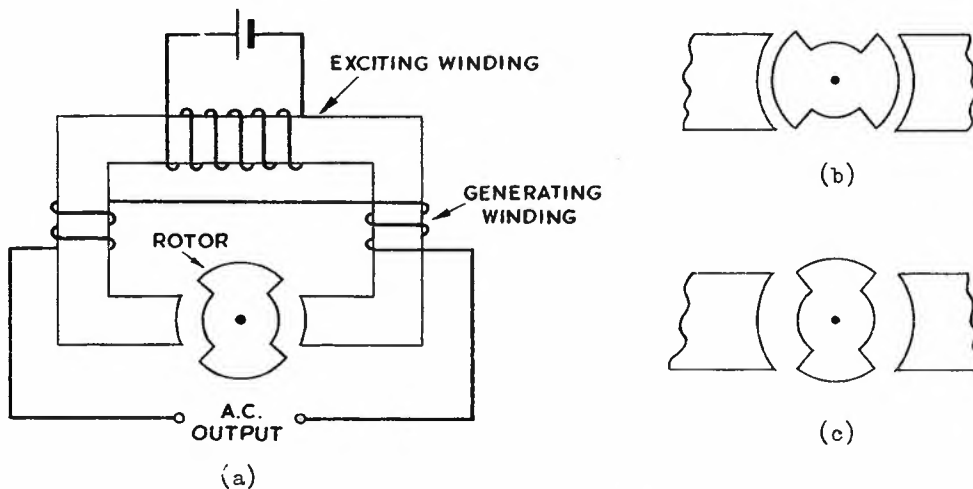 EXCITING WINDING
GENERATING
WINDING
ROTOR
A.C.
OUTPUT
(a)
(b)
(c)